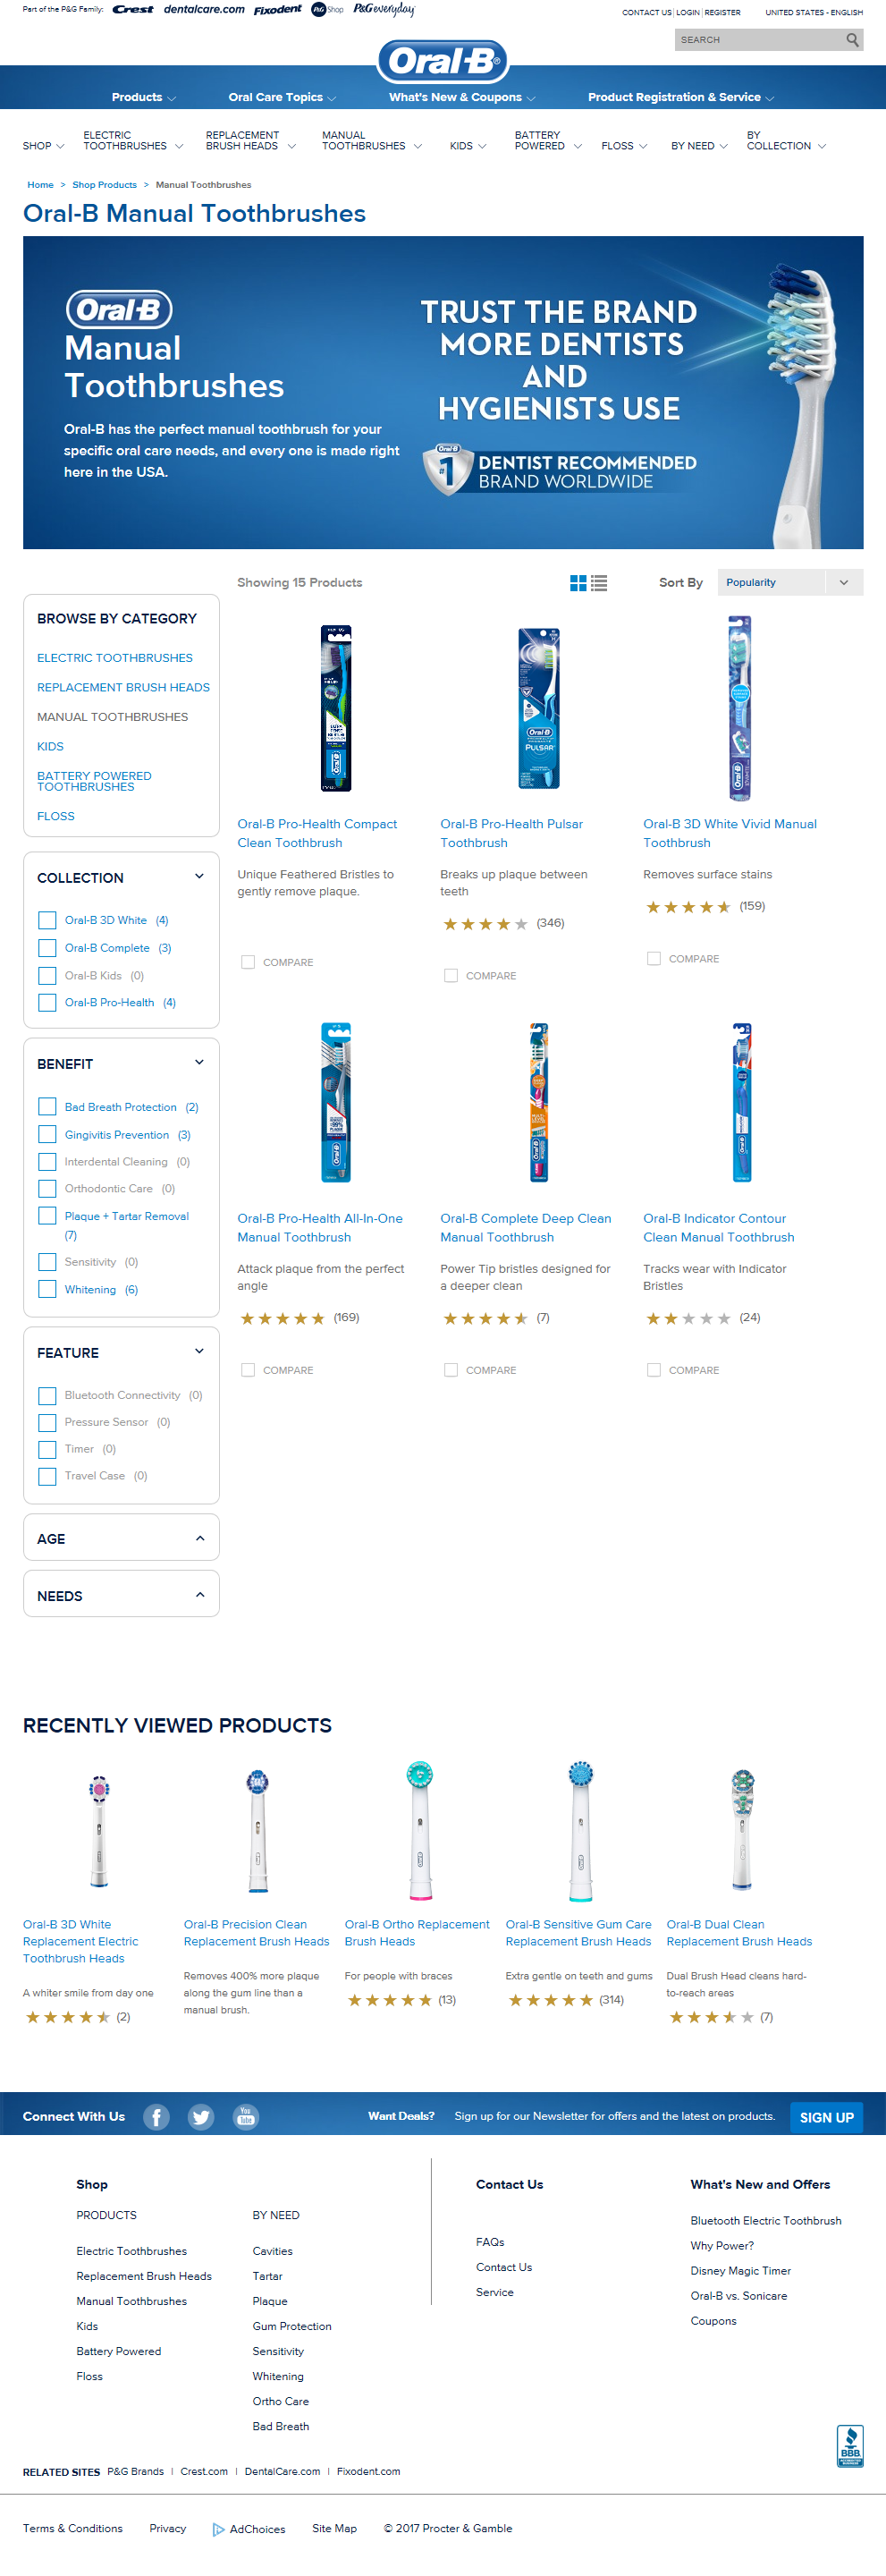 Part of the P&G Family: Crest dentalcare.com Fixodent P&G Shop P&G everyday
CONTACT US | LOGIN | REGISTER UNITED STATES - ENGLISH
SEARCH
Oral-B
Products Oral Care Topics What's New & Coupons Product Registration & Service
SHOP ELECTRIC TOOTHBRUSHES REPLACEMENT BRUSH HEADS MANUAL TOOTHBRUSHES KIDS BATTERY POWERED FLOSS BY NEED BY COLLECTION
Home > Shop Products > Manual Toothbrushes
Oral-B Manual Toothbrushes
Oral-B
Manual
Toothbrushes
Oral-B has the perfect manual toothbrush for your
specific oral care needs, and every one is made right
here in the USA.
TRUST THE BRAND
MORE DENTISTS
AND
HYGIENISTS USE
Oral-B
#1
DENTIST RECOMMENDED
BRAND WORLDWIDE
Showing 15 Products
Sort By Popularity
BROWSE BY CATEGORY
ELECTRIC TOOTHBRUSHES
REPLACEMENT BRUSH HEADS
MANUAL TOOTHBRUSHES
KIDS
BATTERY POWERED
TOOTHBRUSHES
FLOSS
COLLECTION
Oral-B 3D White (4)
Oral-B Complete (3)
Oral-B Kids (0)
Oral-B Pro-Health (4)
BENEFIT
Bad Breath Protection (2)
Gingivitis Prevention (3)
Interdental Cleaning (0)
Orthodontic Care (0)
Plaque + Tartar Removal
(7)
Sensitivity (0)
Whitening (6)
FEATURE
Bluetooth Connectivity (0)
Pressure Sensor (0)
Timer (0)
Travel Case (0)
AGE
NEEDS
Oral-B
Oral-B
PULSAR
Oral-B
Oral-B Pro-Health Compact
Clean Toothbrush
Unique Feathered Bristles to
gently remove plaque.
COMPARE
Oral-B Pro-Health Pulsar
Toothbrush
Breaks up plaque between
teeth
(346)
COMPARE
Oral-B 3D White Vivid Manual
Toothbrush
Removes surface stains
(159)
COMPARE
Oral-B
Oral-B
Oral-B
Oral-B Pro-Health All-In-One
Manual Toothbrush
Attack plaque from the perfect
angle
(169)
COMPARE
Oral-B Complete Deep Clean
Manual Toothbrush
Power Tip bristles designed for
a deeper clean
(7)
COMPARE
Oral-B Indicator Contour
Clean Manual Toothbrush
Tracks wear with Indicator
Bristles
(24)
COMPARE
RECENTLY VIEWED PRODUCTS
Oral-B 3D White
Replacement Electric
Toothbrush Heads
A whiter smile from day one
(2)
Oral-B Precision Clean
Replacement Brush Heads
Removes 400% more plaque
along the gum line than a
manual brush.
Oral-B Ortho Replacement
Brush Heads
For people with braces
(13)
Oral-B Sensitive Gum Care
Replacement Brush Heads
Extra gentle on teeth and gums
(314)
Oral-B Dual Clean
Replacement Brush Heads
Dual Brush Head cleans hard-
to-reach areas
(7)
Connect With Us f You Tube Want Deals? Sign up for our Newsletter for offers and the latest on products. SIGN UP
Shop
PRODUCTS
Electric Toothbrushes
Replacement Brush Heads
Manual Toothbrushes
Kids
Battery Powered
Floss
BY NEED
Cavities
Tartar
Plaque
Gum Protection
Sensitivity
Whitening
Ortho Care
Bad Breath
Contact Us
FAQs
Contact Us
Service
What's New and Offers
Bluetooth Electric Toothbrush
Why Power?
Disney Magic Timer
Oral-B vs. Sonicare
Coupons
BBB
RELATED SITES P&G Brands | Crest.com | DentalCare.com | Fixodent.com
Terms & Conditions Privacy AdChoices Site Map © 2017 Procter & Gamble